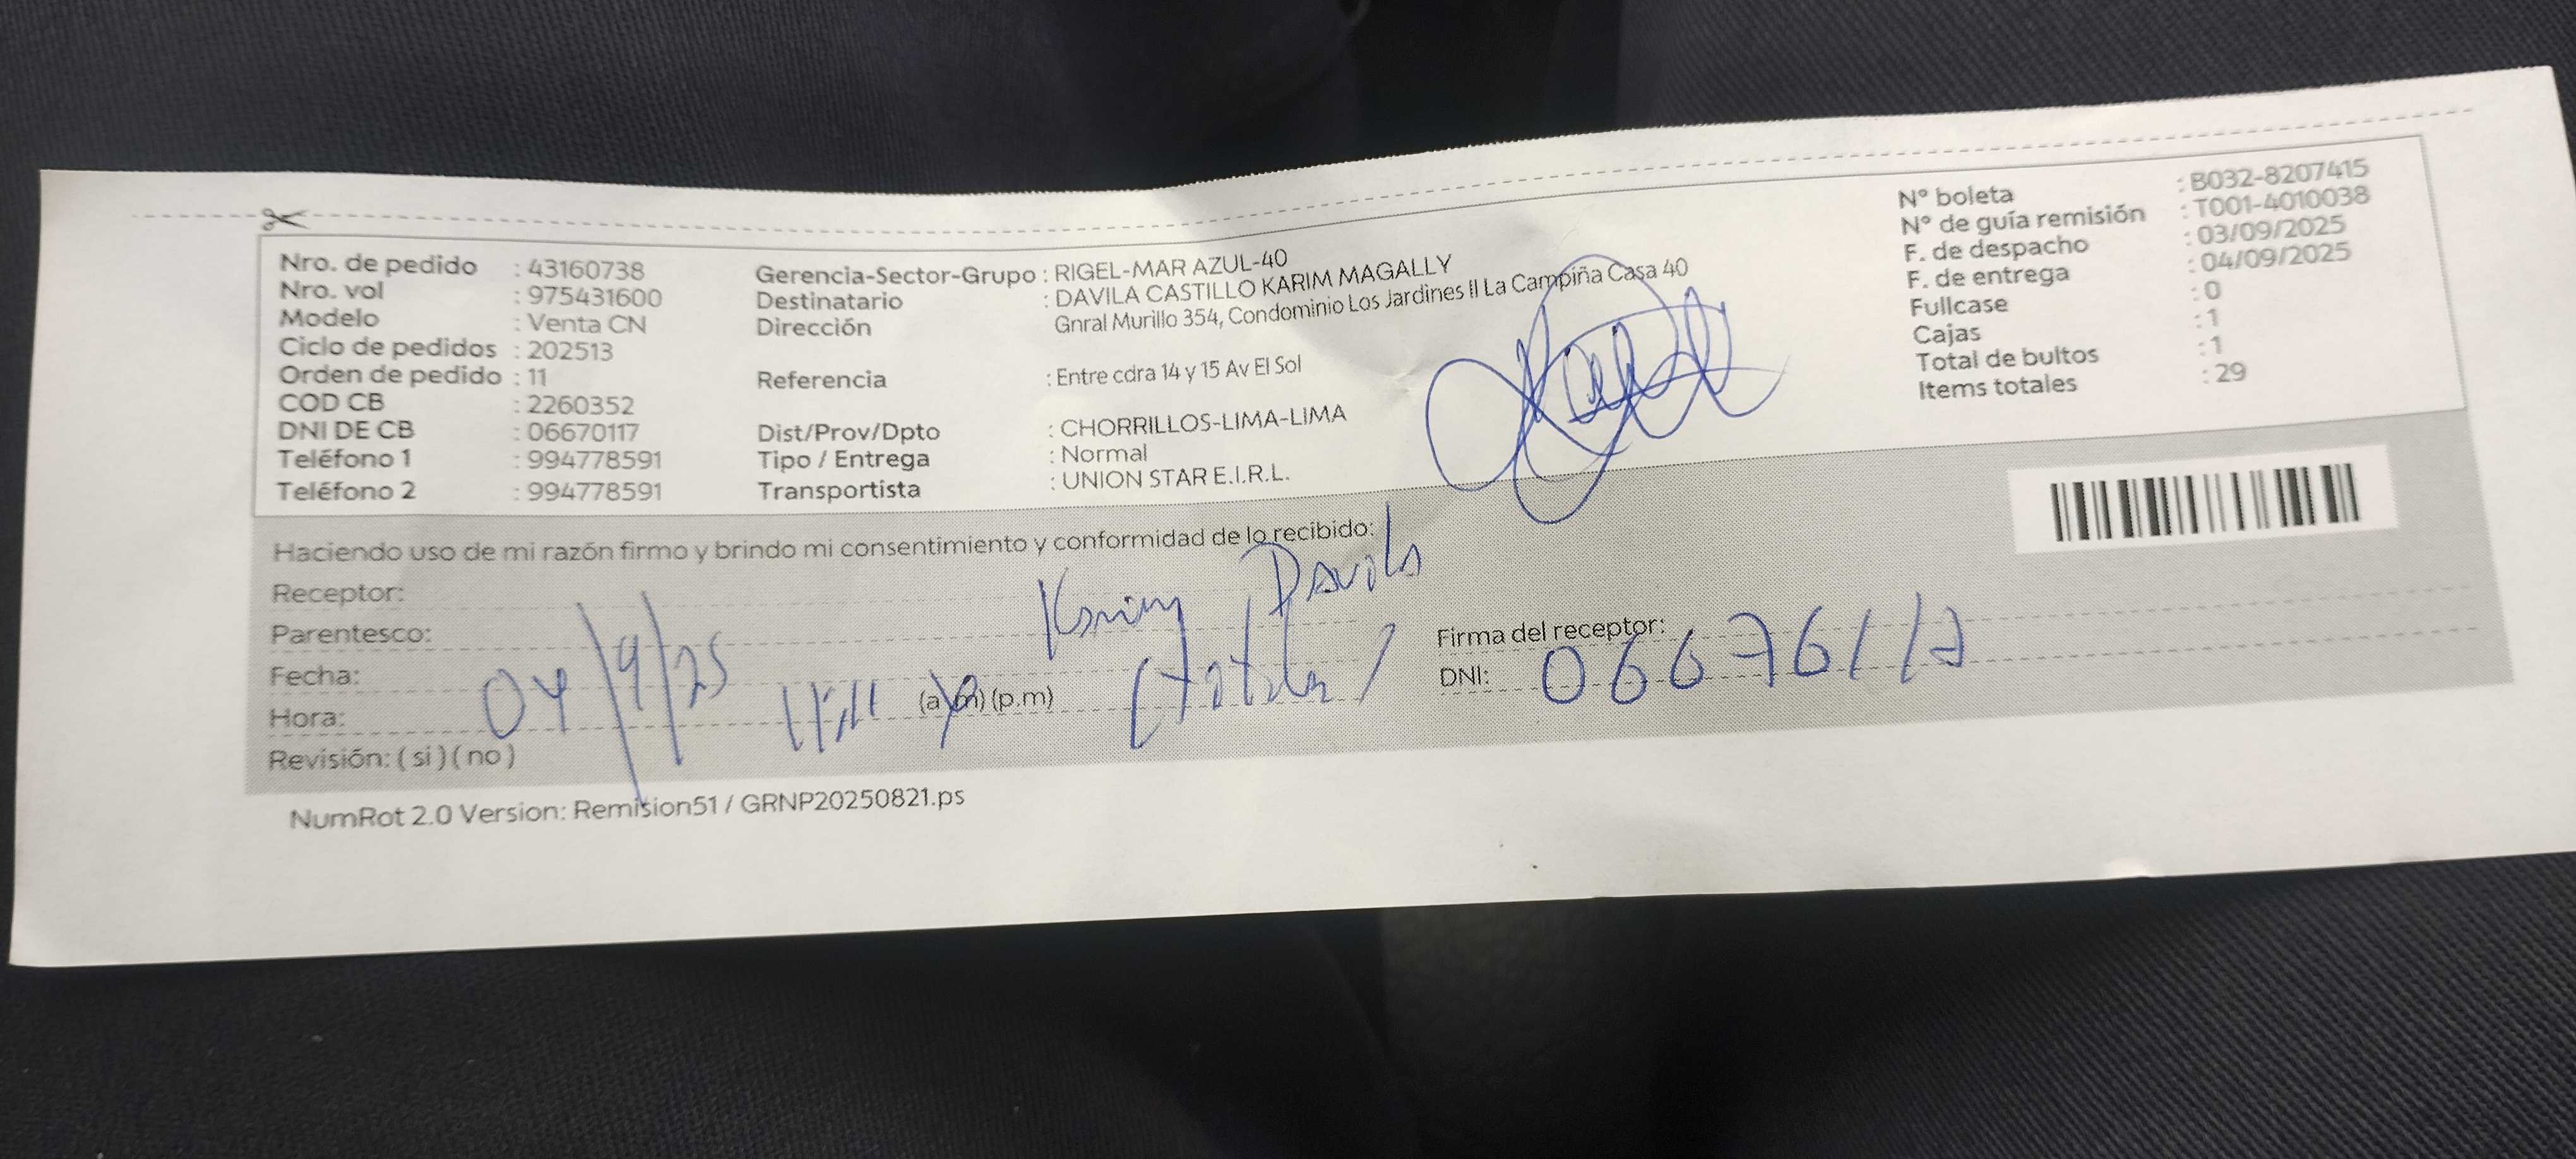 Nro. de pedido : 43160738
Nro. vol : 975431600
Modelo : Venta CN
Ciclo de pedidos : 202513
Orden de pedido : 11
COD CB : 2260352
DNI DE CB : 06670117
Teléfono 1 : 994778591
Teléfono 2 : 994778591
Gerencia-Sector-Grupo : RIGEL-MAR AZUL-40
Destinatario : DAVILA CASTILLO KARIM MAGALLY
Dirección Gnral Murillo 354, Condominio Los Jardines II La Campiña Casa 40
Referencia : Entre cdra 14 y 15 Av El Sol
Dist/Prov/Dpto : CHORRILLOS-LIMA-LIMA
Tipo / Entrega : Normal
Transportista : UNION STAR E.I.R.L.
N° boleta : B032-8207415
N° de guía remisión : T001-4010038
F. de despacho : 03/09/2025
F. de entrega : 04/09/2025
Fullcase : 0
Cajas : 1
Total de bultos : 1
Items totales : 29
Haciendo uso de mi razón firmo y brindo mi consentimiento y conformidad de lo recibido:
Receptor: Karim Davila
Parentesco:
Fecha: 04/9/25
Hora: 11:11 (a.m) (p.m)
Revisión: ( si ) ( no )
(titular)
Firma del receptor:
DNI: 06676117
NumRot 2.0 Version: Remision51 / GRNP20250821.ps